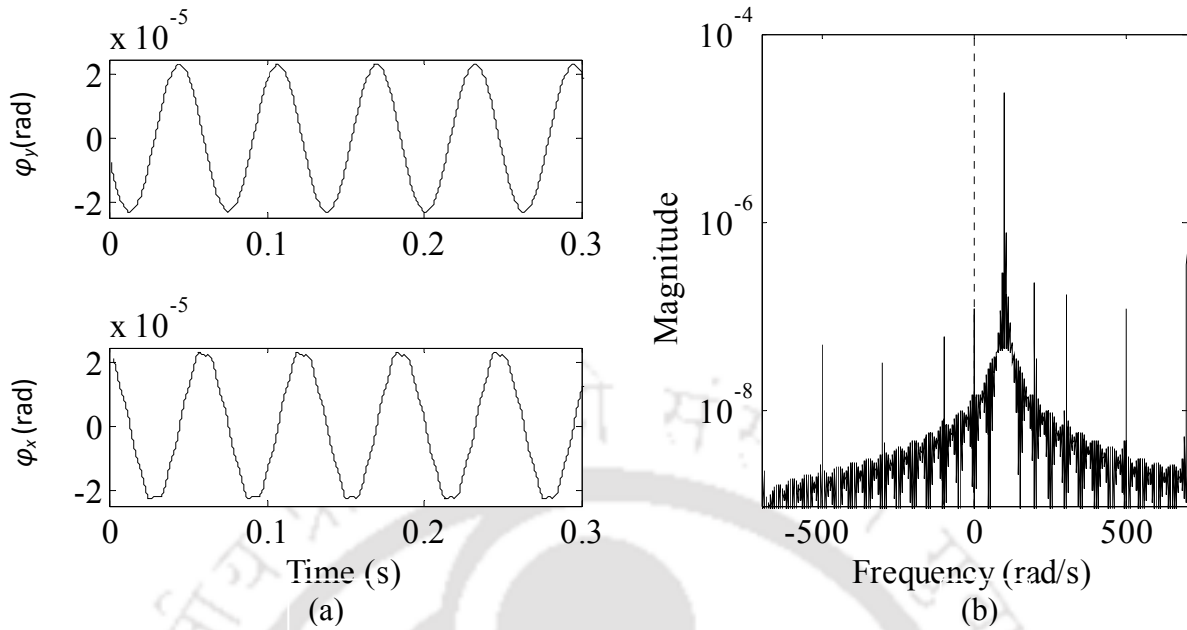 x 10^-5
φy(rad)
2
0
-2
0 0.1 0.2 0.3
x 10^-5
φx(rad)
2
0
-2
0 0.1 0.2 0.3
Time (s)
(a)
10^-4
10^-6
10^-8
Magnitude
-500 0 500
Frequency (rad/s)
(b)